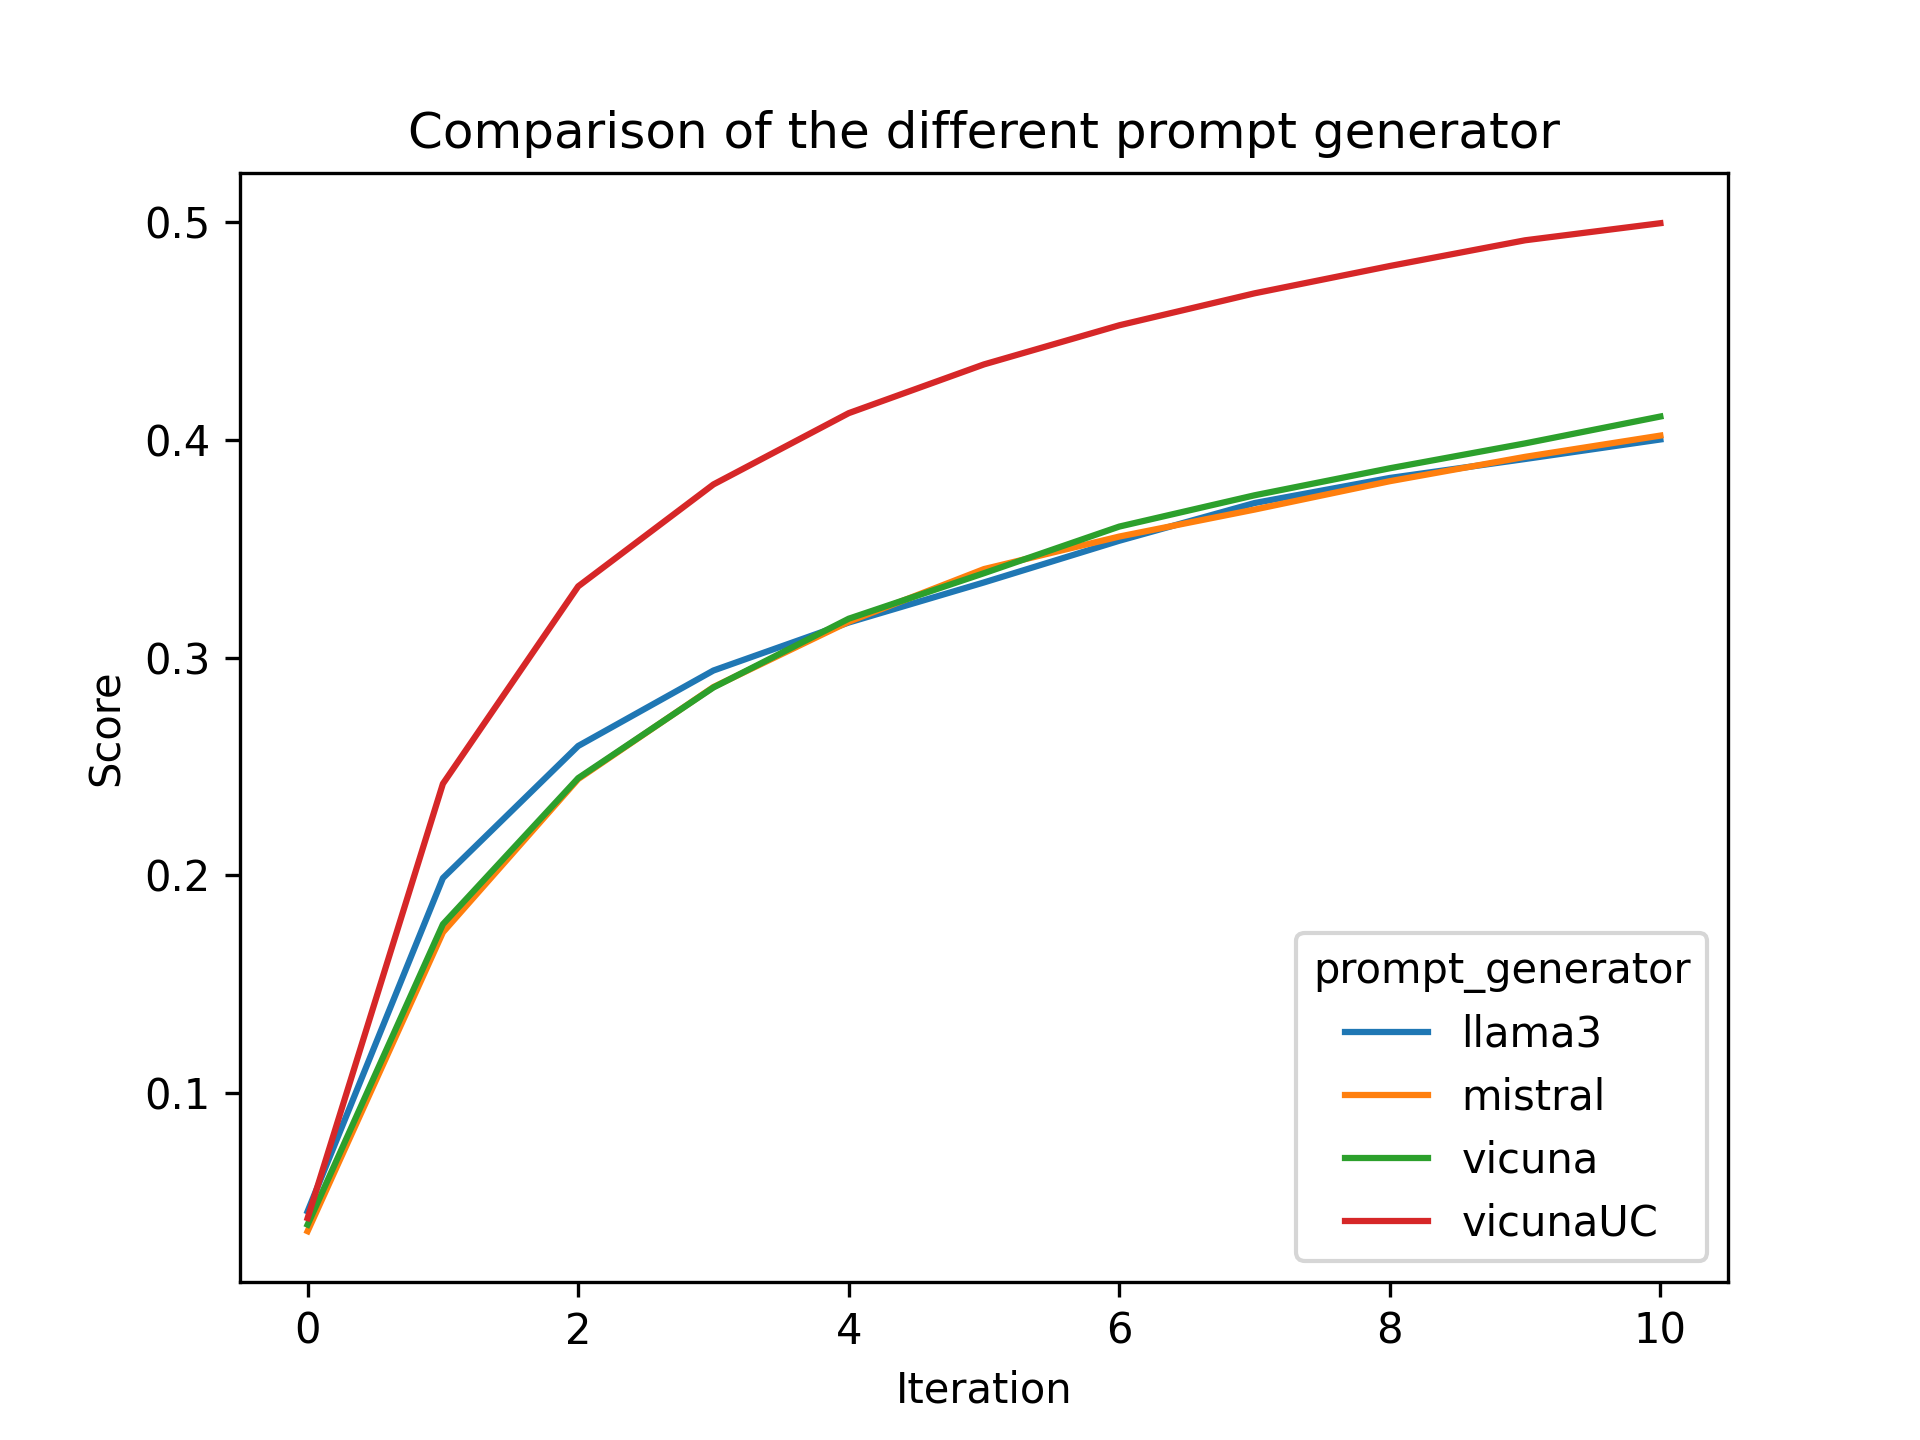 Comparison of the different prompt generator
0.5
0.4
0.3
0.2
0.1
Score
0 2 4 6 8 10
Iteration
prompt_generator
llama3
mistral
vicuna
vicunaUC